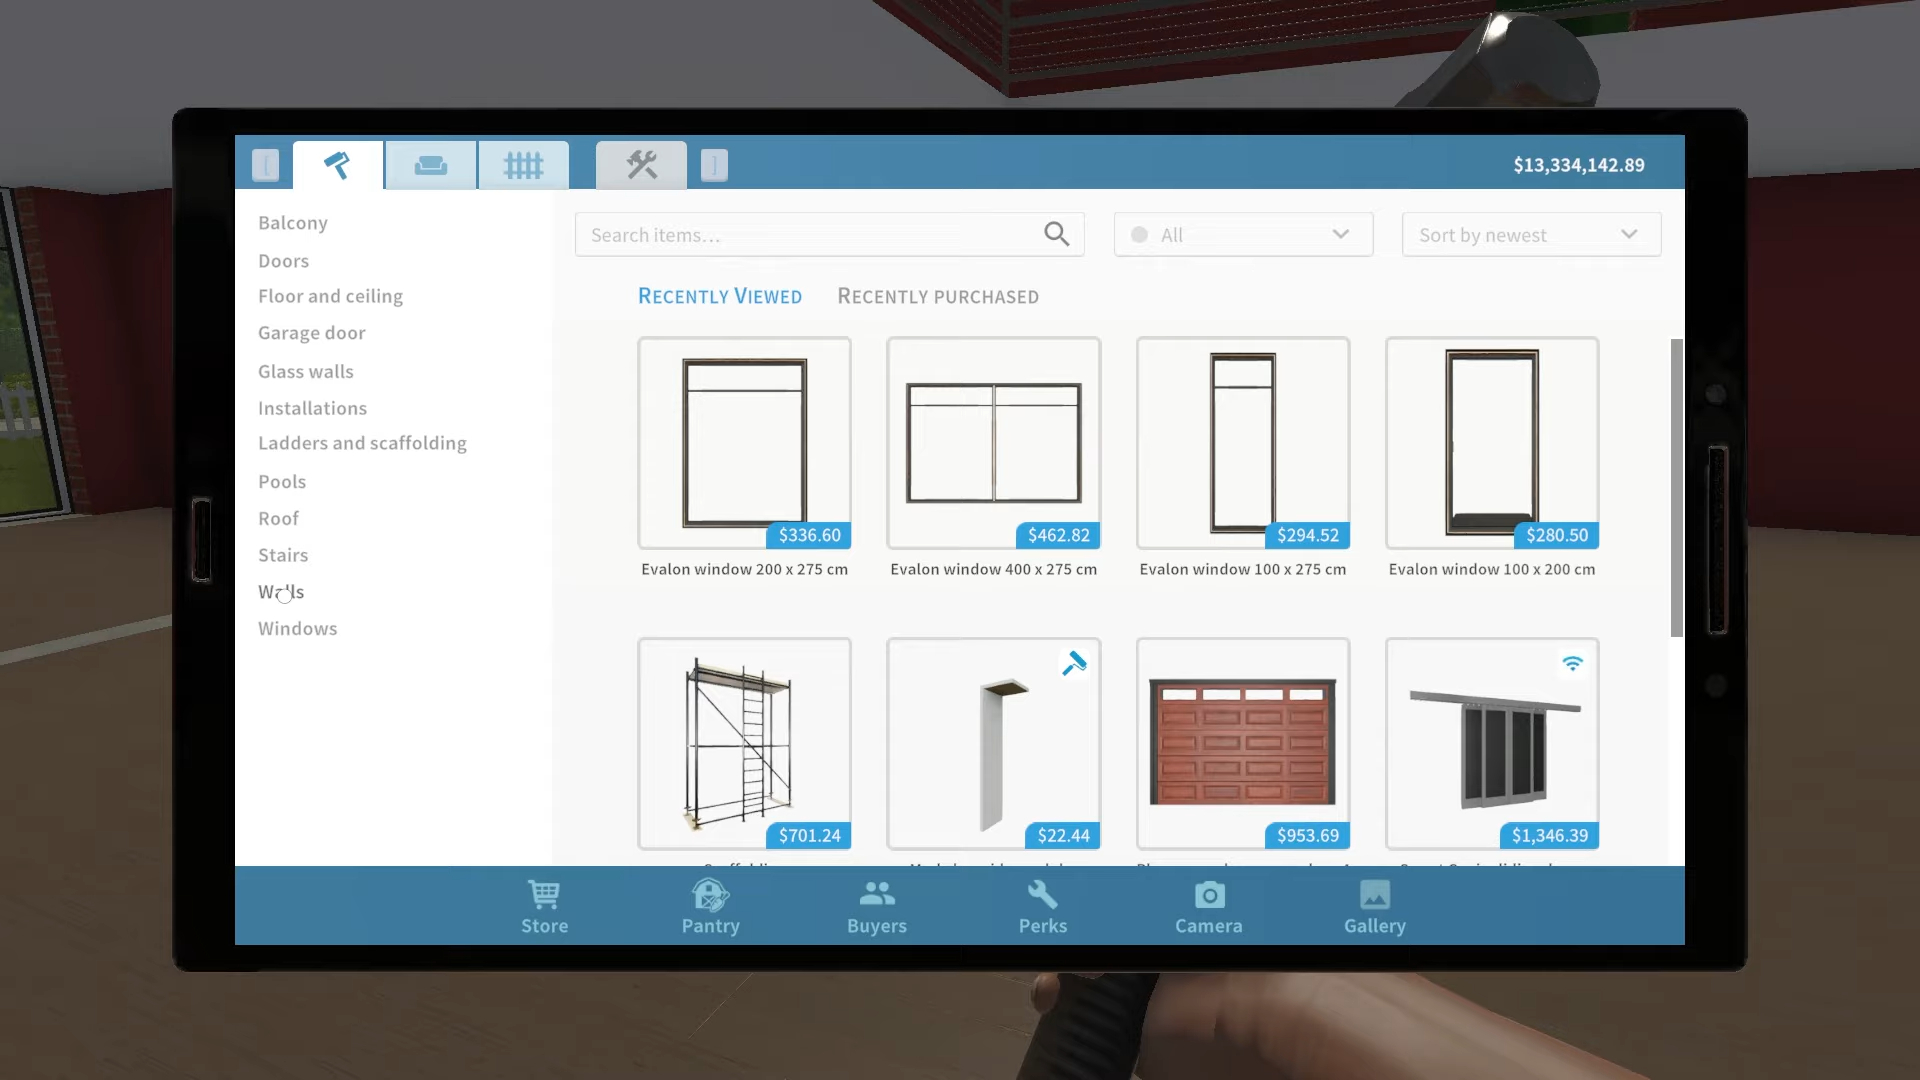 $13,334,142.89
Balcony
Doors
Floor and ceiling
Garage door
Glass walls
Installations
Ladders and scaffolding
Pools
Roof
Stairs
Walls
Windows
Search items...
All
Sort by newest
RECENTLY VIEWED
RECENTLY PURCHASED
$336.60
$462.82
$294.52
$280.50
Evalon window 200 x 275 cm
Evalon window 400 x 275 cm
Evalon window 100 x 275 cm
Evalon window 100 x 200 cm
$701.24
$22.44
$953.69
$1,346.39
Store
Pantry
Buyers
Perks
Camera
Gallery